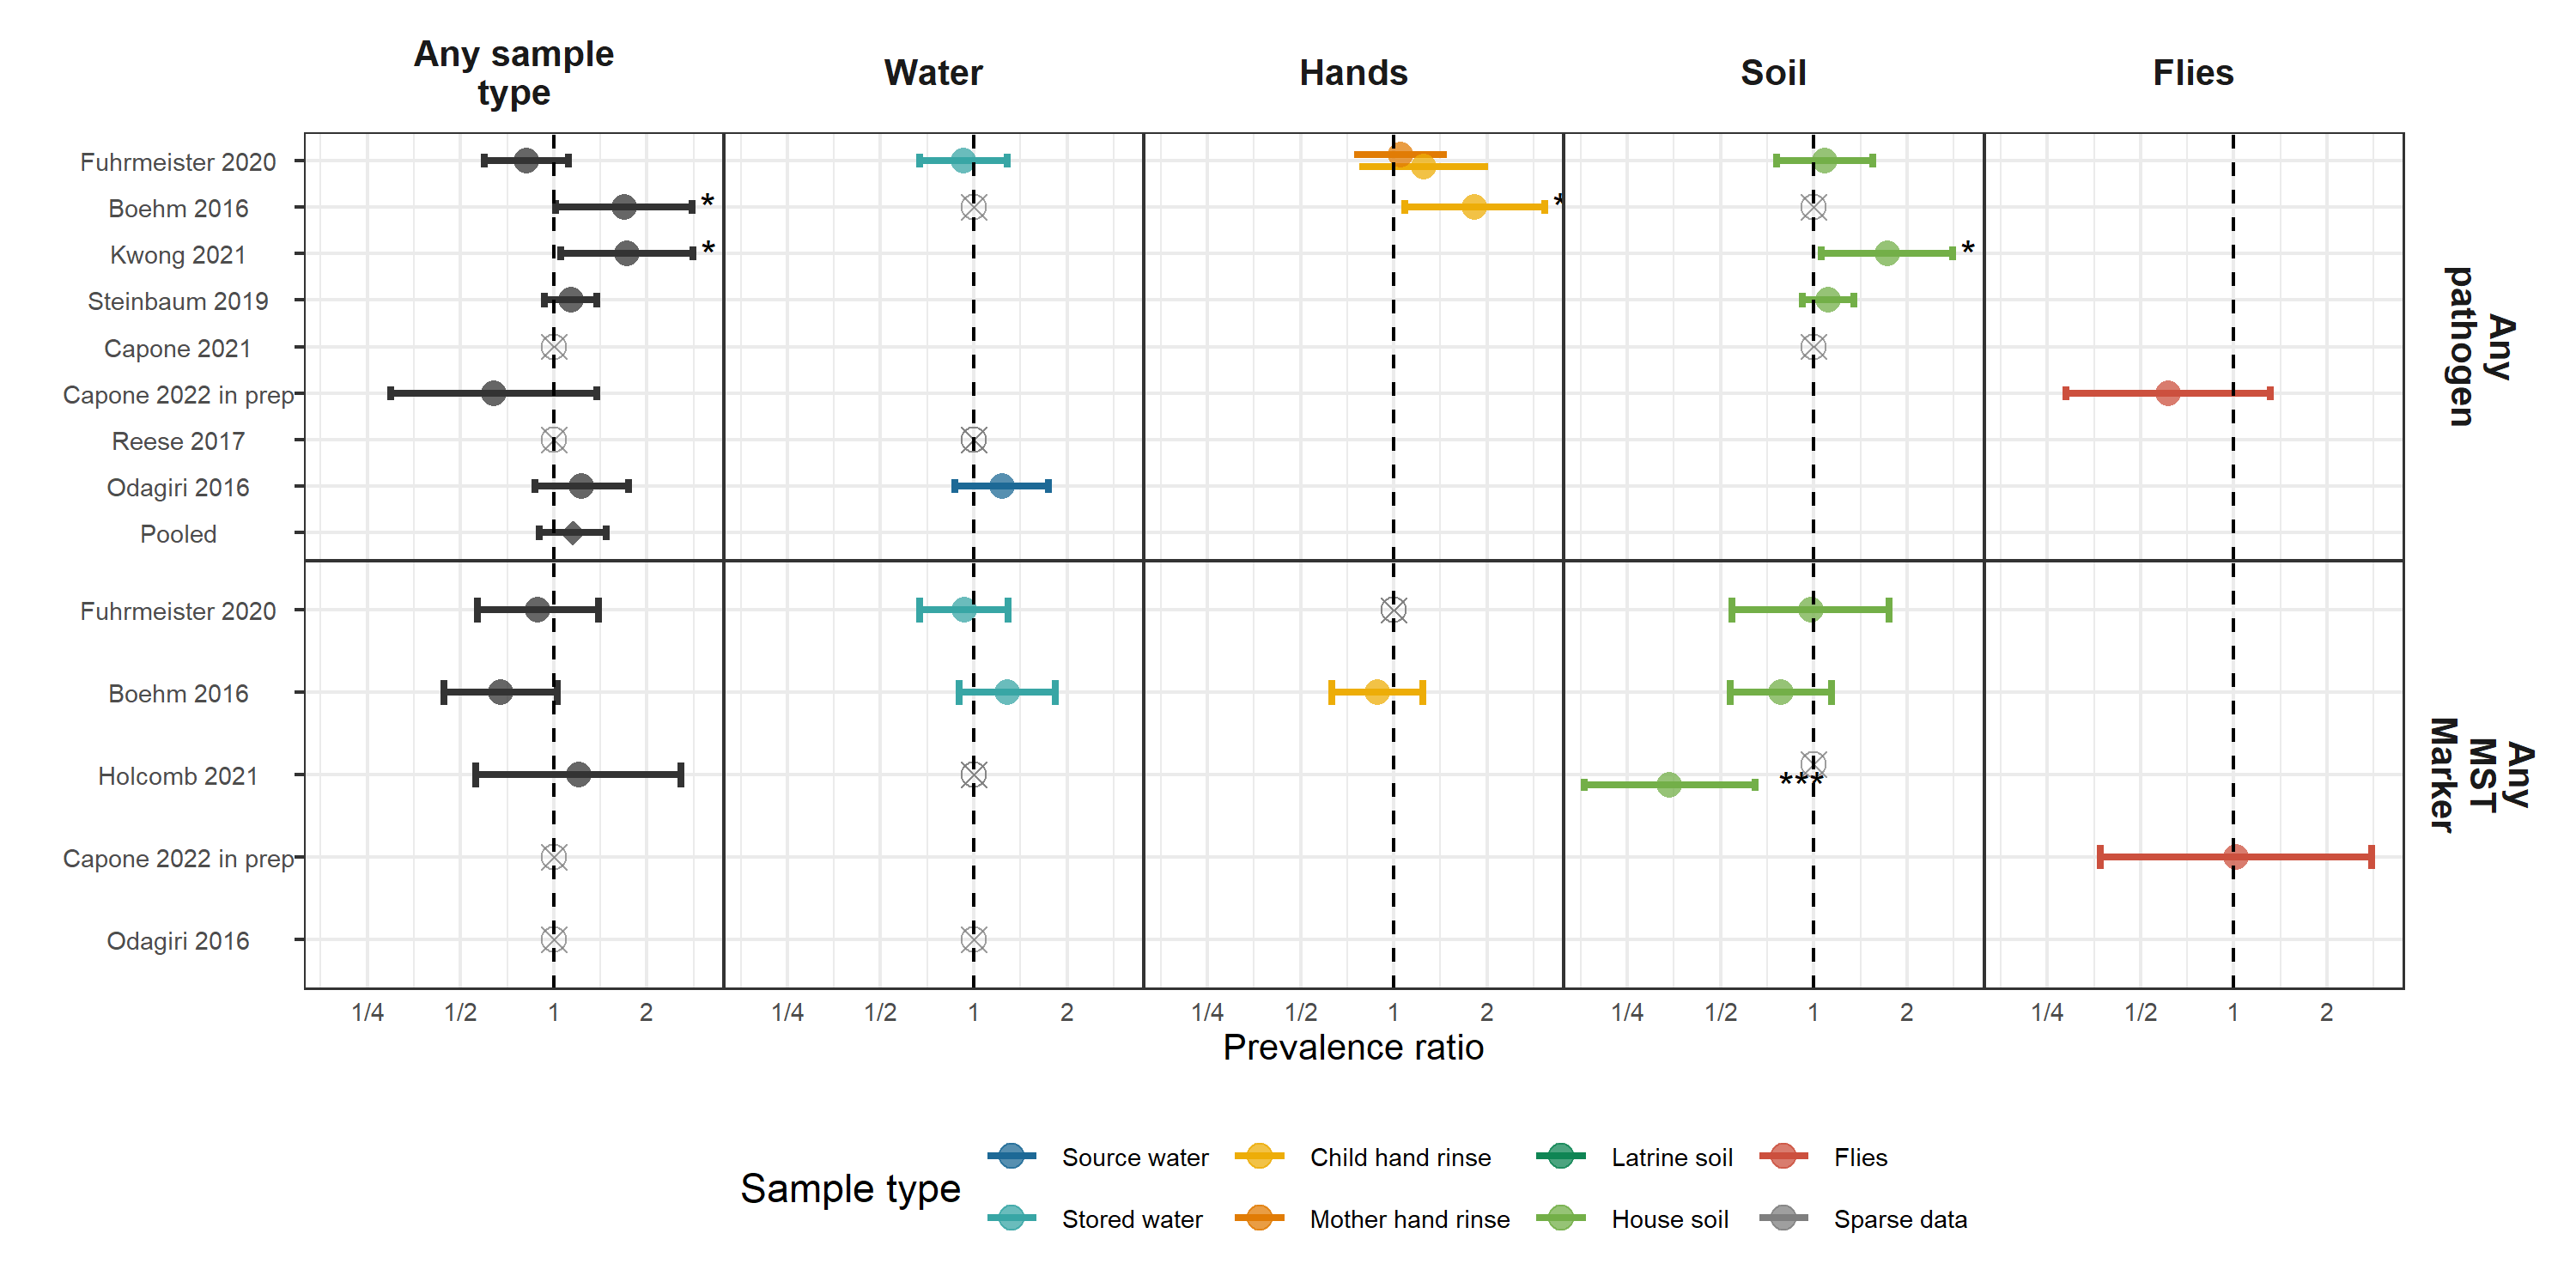 Any sample
type
Water
Hands
Soil
Flies
Fuhrmeister 2020
Boehm 2016
*
*
Kwong 2021
*
*
Steinbaum 2019
Capone 2021
Capone 2022 in prep
Reese 2017
Odagiri 2016
Pooled
Any
pathogen
Fuhrmeister 2020
Boehm 2016
Holcomb 2021
***
Capone 2022 in prep
Odagiri 2016
Any
MST
Marker
1/4 1/2 1 2 1/4 1/2 1 2 1/4 1/2 1 2 1/4 1/2 1 2 1/4 1/2 1 2
Prevalence ratio
Sample type
Source water Child hand rinse Latrine soil Flies
Stored water Mother hand rinse House soil Sparse data